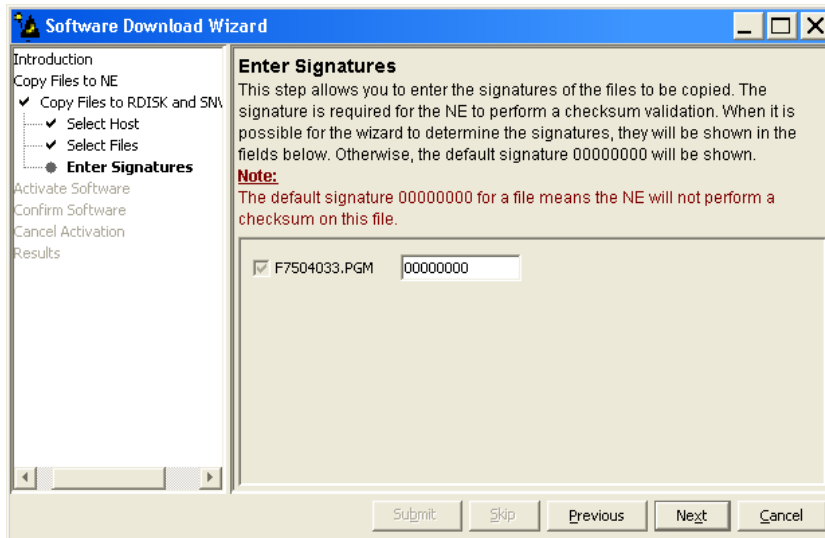 Software Download Wizard
Introduction
Copy Files to NE
Copy Files to RDISK and SNV
Select Host
Select Files
Enter Signatures
Activate Software
Confirm Software
Cancel Activation
Results
Enter Signatures
This step allows you to enter the signatures of the files to be copied. The
signature is required for the NE to perform a checksum validation. When it is
possible for the wizard to determine the signatures, they will be shown in the
fields below. Otherwise, the default signature 00000000 will be shown.
Note:
The default signature 00000000 for a file means the NE will not perform a
checksum on this file.
F7504033.PGM 00000000
Submit Skip Previous Next Cancel